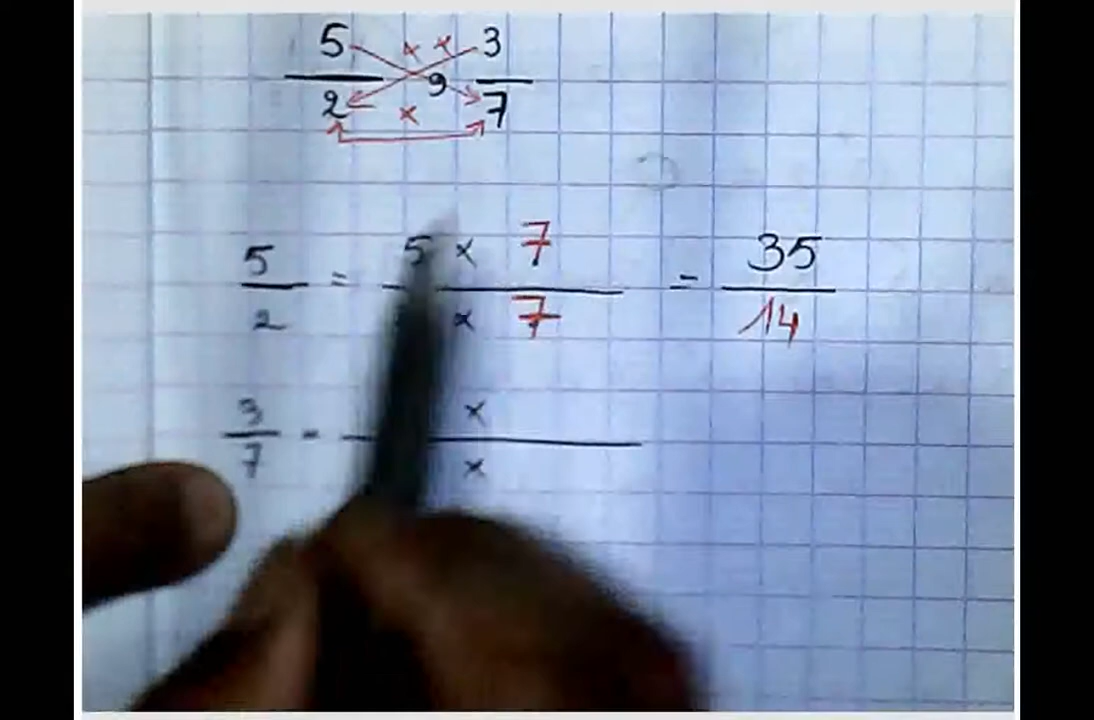 5 × × 3
2 × 9 7
5/2 = 5 × 7 / × 7 = 35/14
3/7 = × / ×